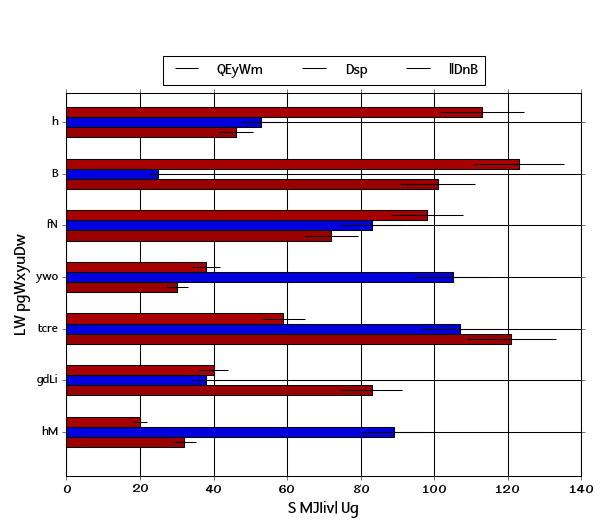 QEyWm Dsp llDnB
h
B
fN
ywo
tcre
gdLi
hM
LW pgWxyuDw
0 20 40 60 80 100 120 140
S MJlivl Ug